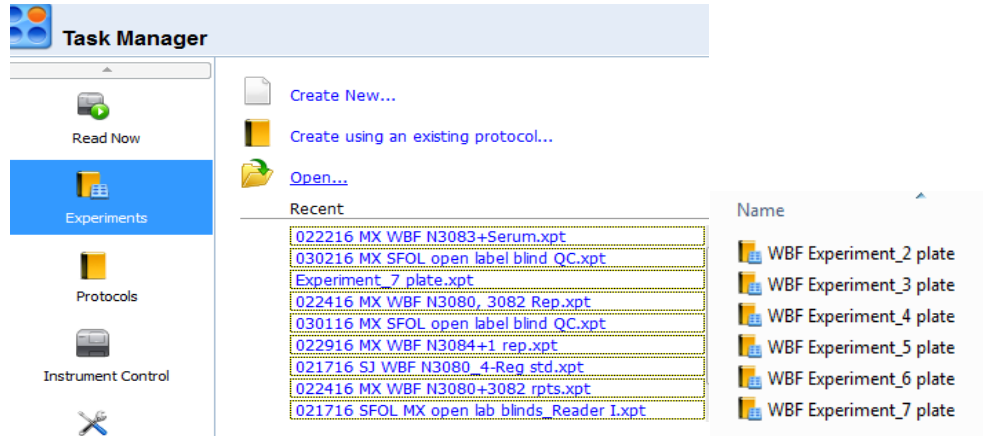 Task Manager
Read Now
Experiments
Protocols
Instrument Control
Create New...
Create using an existing protocol...
Open...
Recent
022216 MX WBF N3083+Serum.xpt
030216 MX SFOL open label blind QC.xpt
Experiment_7 plate.xpt
022416 MX WBF N3080, 3082 Rep.xpt
030116 MX SFOL open label blind QC.xpt
022916 MX WBF N3084+1 rep.xpt
021716 SJ WBF N3080_4-Reg std.xpt
022416 MX WBF N3080+3082 rpts.xpt
021716 SFOL MX open lab blinds_Reader I.xpt
Name
WBF Experiment_2 plate
WBF Experiment_3 plate
WBF Experiment_4 plate
WBF Experiment_5 plate
WBF Experiment_6 plate
WBF Experiment_7 plate